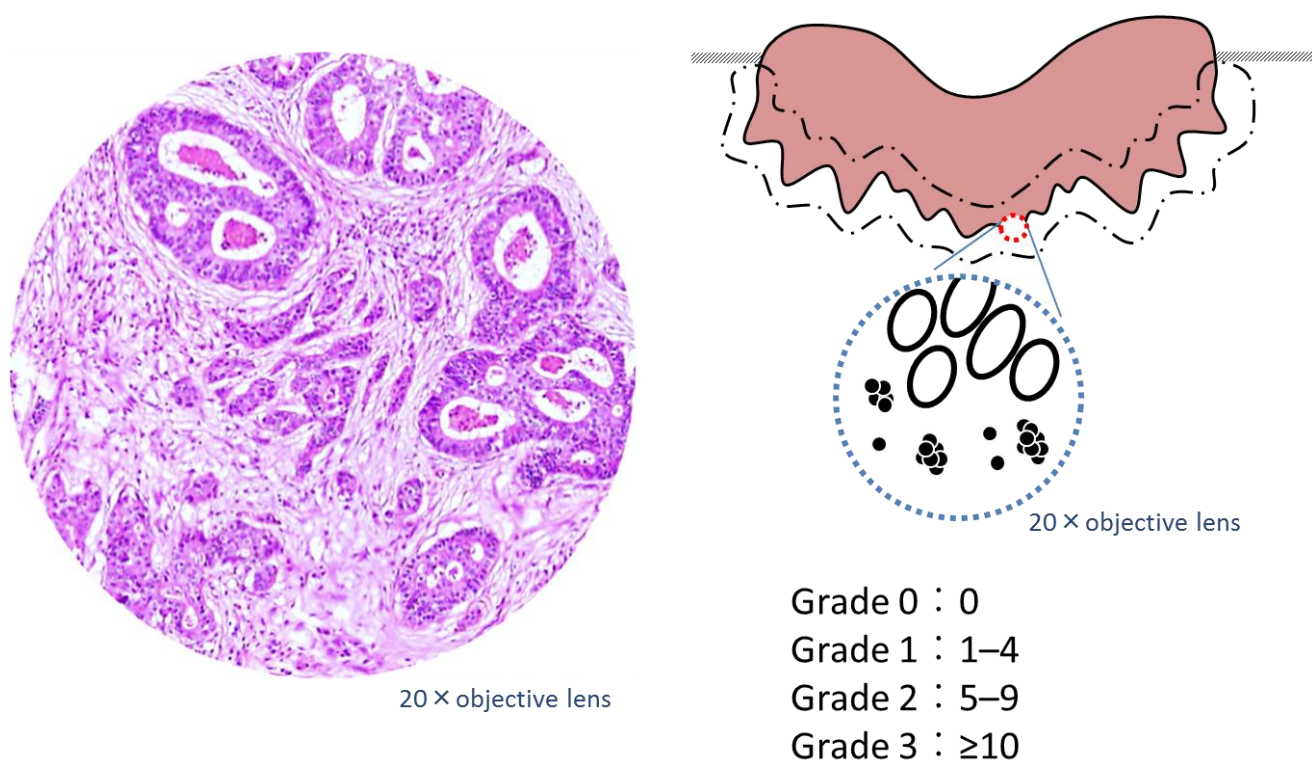 20 × objective lens
20 × objective lens
Grade 0：0
Grade 1：1–4
Grade 2：5–9
Grade 3：≥10